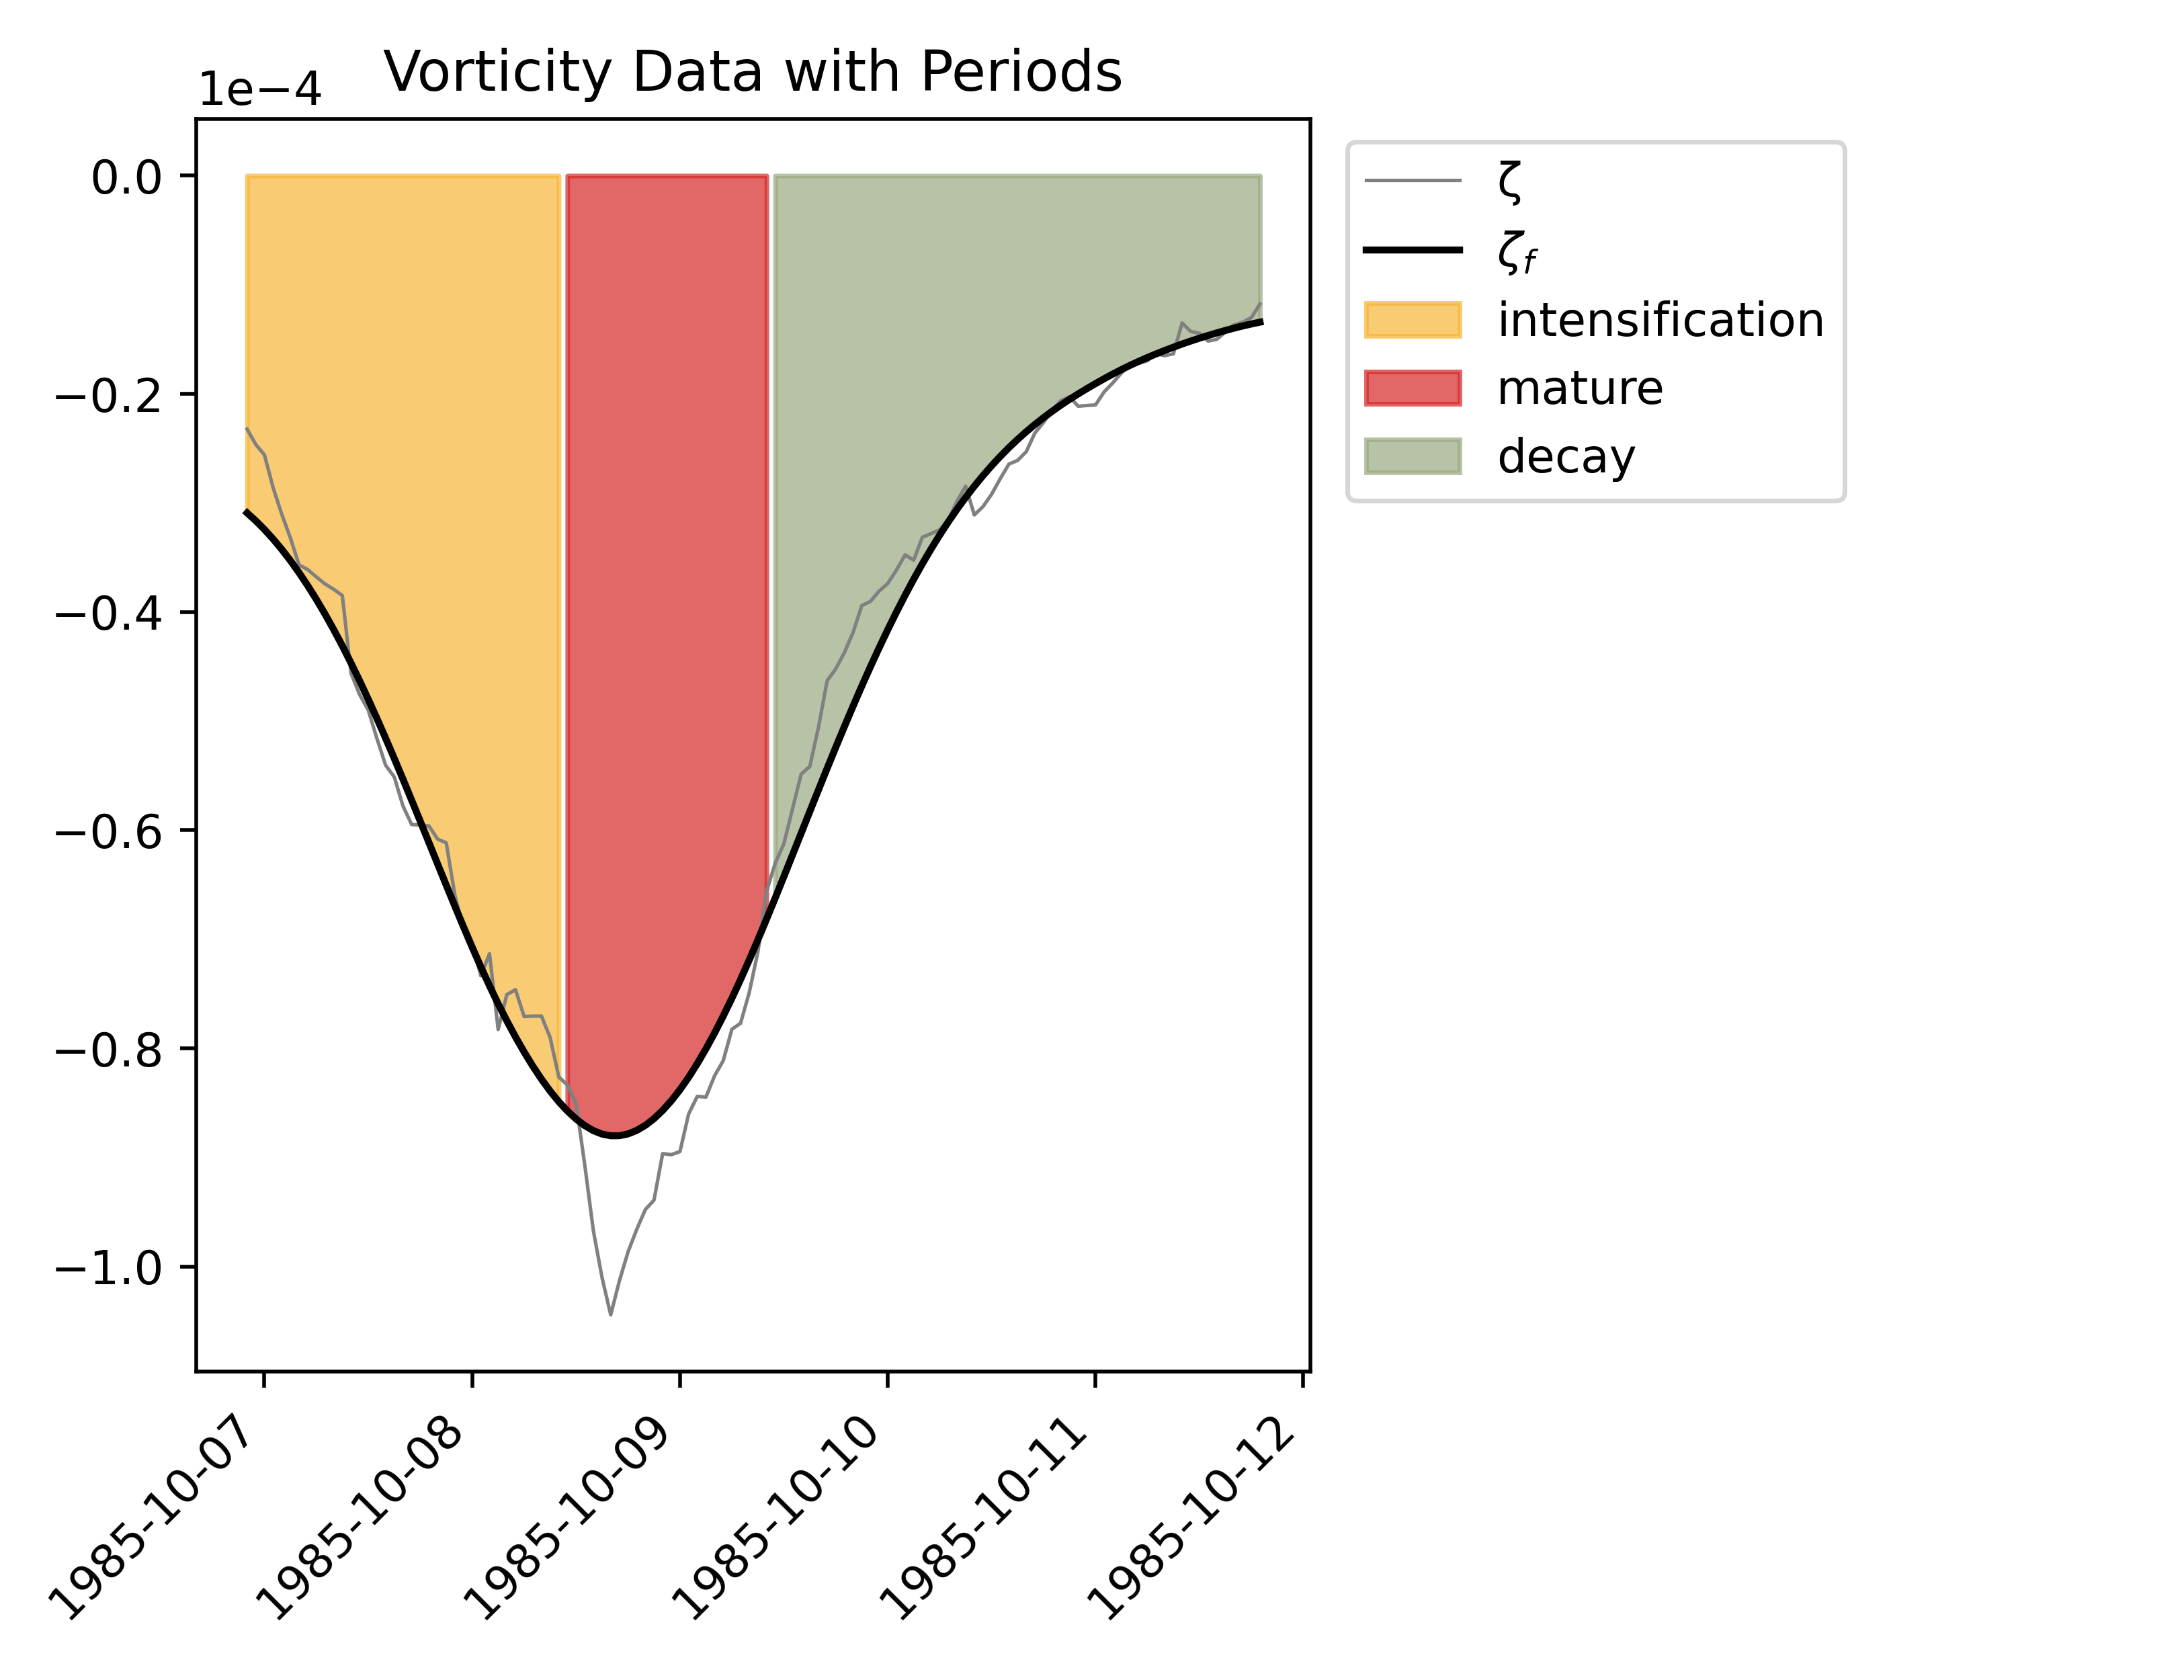 Vorticity Data with Periods
1e−4
0.0
−0.2
−0.4
−0.6
−0.8
−1.0
1985-10-07
1985-10-08
1985-10-09
1985-10-10
1985-10-11
1985-10-12
ζ
ζf
intensification
mature
decay